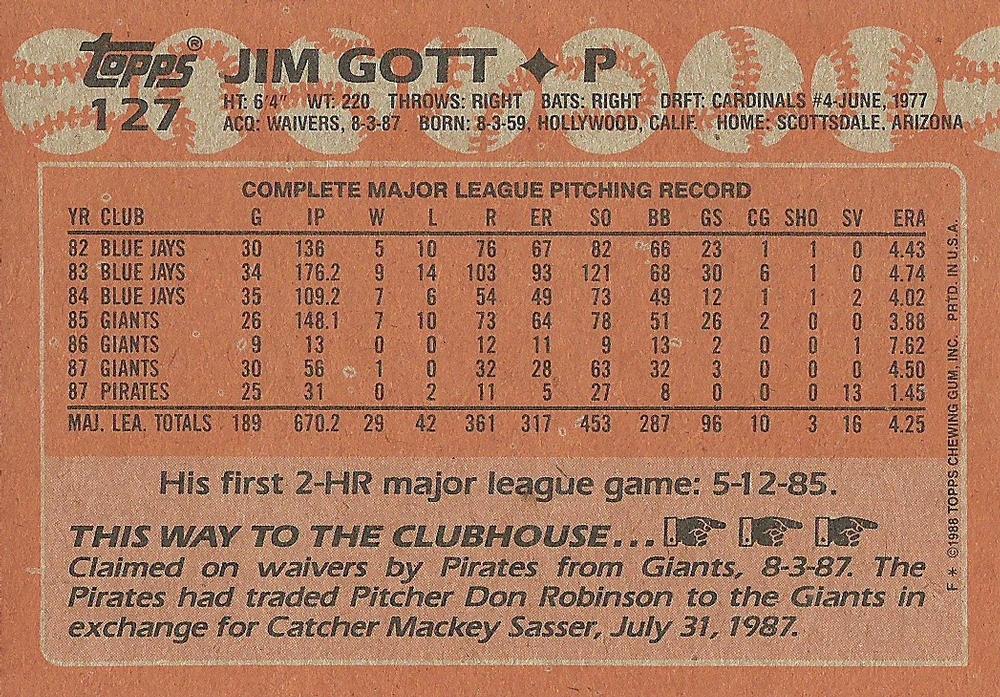 Topps® JIM GOTT ✦ P
127 HT: 6'4" WT: 220 THROWS: RIGHT BATS: RIGHT DRFT: CARDINALS #4-JUNE, 1977
ACQ: WAIVERS, 8-3-87 BORN: 8-3-59, HOLLYWOOD, CALIF. HOME: SCOTTSDALE, ARIZONA
COMPLETE MAJOR LEAGUE PITCHING RECORD
YR CLUB G IP W L R ER SO BB GS CG SHO SV ERA
82 BLUE JAYS 30 136 5 10 76 67 82 66 23 1 1 0 4.43
83 BLUE JAYS 34 176.2 9 14 103 93 121 68 30 6 1 0 4.74
84 BLUE JAYS 35 109.2 7 6 54 49 73 49 12 1 1 2 4.02
85 GIANTS 26 148.1 7 10 73 64 78 51 26 2 0 0 3.88
86 GIANTS 9 13 0 0 12 11 9 13 2 0 0 1 7.62
87 GIANTS 30 56 1 0 32 28 63 32 3 0 0 0 4.50
87 PIRATES 25 31 0 2 11 5 27 8 0 0 0 13 1.45
MAJ. LEA. TOTALS 189 670.2 29 42 361 317 453 287 96 10 3 16 4.25
His first 2-HR major league game: 5-12-85.
THIS WAY TO THE CLUBHOUSE...
Claimed on waivers by Pirates from Giants, 8-3-87. The
Pirates had traded Pitcher Don Robinson to the Giants in
exchange for Catcher Mackey Sasser, July 31, 1987.
F * ©1988 TOPPS CHEWING GUM, INC. PRTD. IN U.S.A.